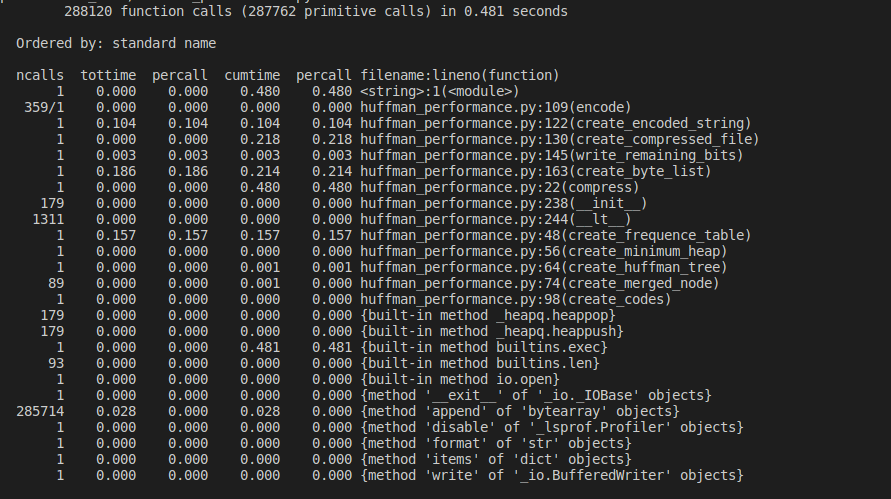 288120 function calls (287762 primitive calls) in 0.481 seconds
Ordered by: standard name
ncalls  tottime  percall  cumtime  percall filename:lineno(function)
1    0.000    0.000    0.480    0.480 <string>:1(<module>)
359/1    0.000    0.000    0.000    0.000 huffman_performance.py:109(encode)
1    0.104    0.104    0.104    0.104 huffman_performance.py:122(create_encoded_string)
1    0.000    0.000    0.218    0.218 huffman_performance.py:130(create_compressed_file)
1    0.003    0.003    0.003    0.003 huffman_performance.py:145(write_remaining_bits)
1    0.186    0.186    0.214    0.214 huffman_performance.py:163(create_byte_list)
1    0.000    0.000    0.480    0.480 huffman_performance.py:22(compress)
179    0.000    0.000    0.000    0.000 huffman_performance.py:238(__init__)
1311    0.000    0.000    0.000    0.000 huffman_performance.py:244(__lt__)
1    0.157    0.157    0.157    0.157 huffman_performance.py:48(create_frequence_table)
1    0.000    0.000    0.000    0.000 huffman_performance.py:56(create_minimum_heap)
1    0.000    0.000    0.001    0.001 huffman_performance.py:64(create_huffman_tree)
89    0.000    0.000    0.001    0.000 huffman_performance.py:74(create_merged_node)
1    0.000    0.000    0.000    0.000 huffman_performance.py:98(create_codes)
179    0.000    0.000    0.000    0.000 {built-in method _heapq.heappop}
179    0.000    0.000    0.000    0.000 {built-in method _heapq.heappush}
1    0.000    0.000    0.481    0.481 {built-in method builtins.exec}
93    0.000    0.000    0.000    0.000 {built-in method builtins.len}
1    0.000    0.000    0.000    0.000 {built-in method io.open}
1    0.000    0.000    0.000    0.000 {method '__exit__' of '_io._IOBase' objects}
285714    0.028    0.000    0.028    0.000 {method 'append' of 'bytearray' objects}
1    0.000    0.000    0.000    0.000 {method 'disable' of '_lsprof.Profiler' objects}
1    0.000    0.000    0.000    0.000 {method 'format' of 'str' objects}
1    0.000    0.000    0.000    0.000 {method 'items' of 'dict' objects}
1    0.000    0.000    0.000    0.000 {method 'write' of '_io.BufferedWriter' objects}